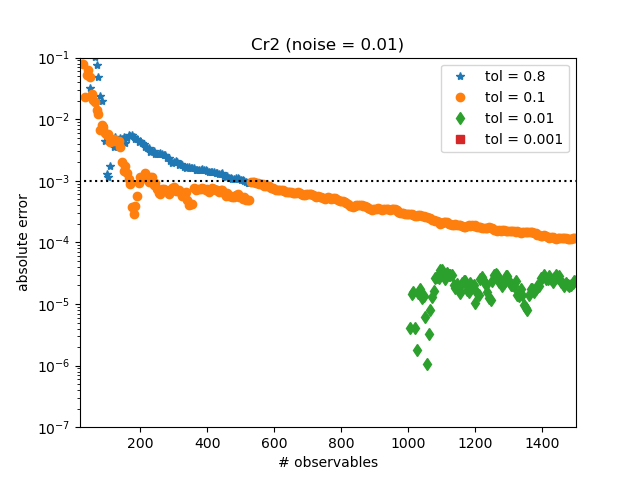 Cr2 (noise = 0.01)
tol = 0.8
tol = 0.1
tol = 0.01
tol = 0.001
absolute error
10⁻¹
10⁻²
10⁻³
10⁻⁴
10⁻⁵
10⁻⁶
10⁻⁷
200 400 600 800 1000 1200 1400
# observables